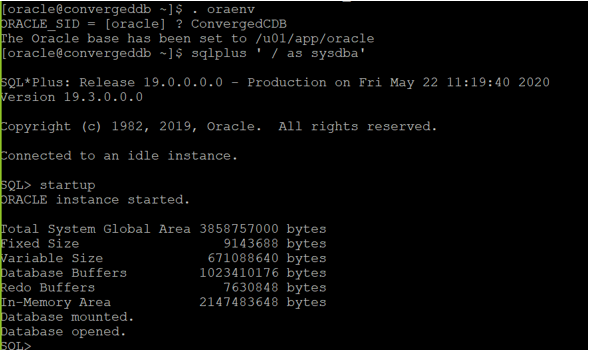 [oracle@convergeddb ~]$ . oraenv
ORACLE_SID = [oracle] ? ConvergedCDB
The Oracle base has been set to /u01/app/oracle
[oracle@convergeddb ~]$ sqlplus ' / as sysdba'
SQL*Plus: Release 19.0.0.0.0 - Production on Fri May 22 11:19:40 2020
Version 19.3.0.0.0
Copyright (c) 1982, 2019, Oracle.  All rights reserved.
Connected to an idle instance.
SQL> startup
ORACLE instance started.
Total System Global Area 3858757000 bytes
Fixed Size                  9143688 bytes
Variable Size             671088640 bytes
Database Buffers         1023410176 bytes
Redo Buffers                7630848 bytes
In-Memory Area           2147483648 bytes
Database mounted.
Database opened.
SQL>